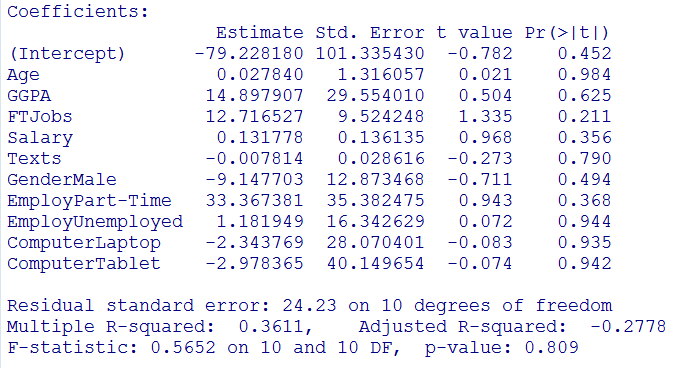 Coefficients:
Estimate Std. Error t value Pr(>|t|)
(Intercept) -79.228180 101.335430 -0.782 0.452
Age 0.027840 1.316057 0.021 0.984
GGPA 14.897907 29.554010 0.504 0.625
FTJobs 12.716527 9.524248 1.335 0.211
Salary 0.131778 0.136135 0.968 0.356
Texts -0.007814 0.028616 -0.273 0.790
GenderMale -9.147703 12.873468 -0.711 0.494
EmployPart-Time 33.367381 35.382475 0.943 0.368
EmployUnemployed 1.181949 16.342629 0.072 0.944
ComputerLaptop -2.343769 28.070401 -0.083 0.935
ComputerTablet -2.978365 40.149654 -0.074 0.942
Residual standard error: 24.23 on 10 degrees of freedom
Multiple R-squared: 0.3611, Adjusted R-squared: -0.2778
F-statistic: 0.5652 on 10 and 10 DF, p-value: 0.809